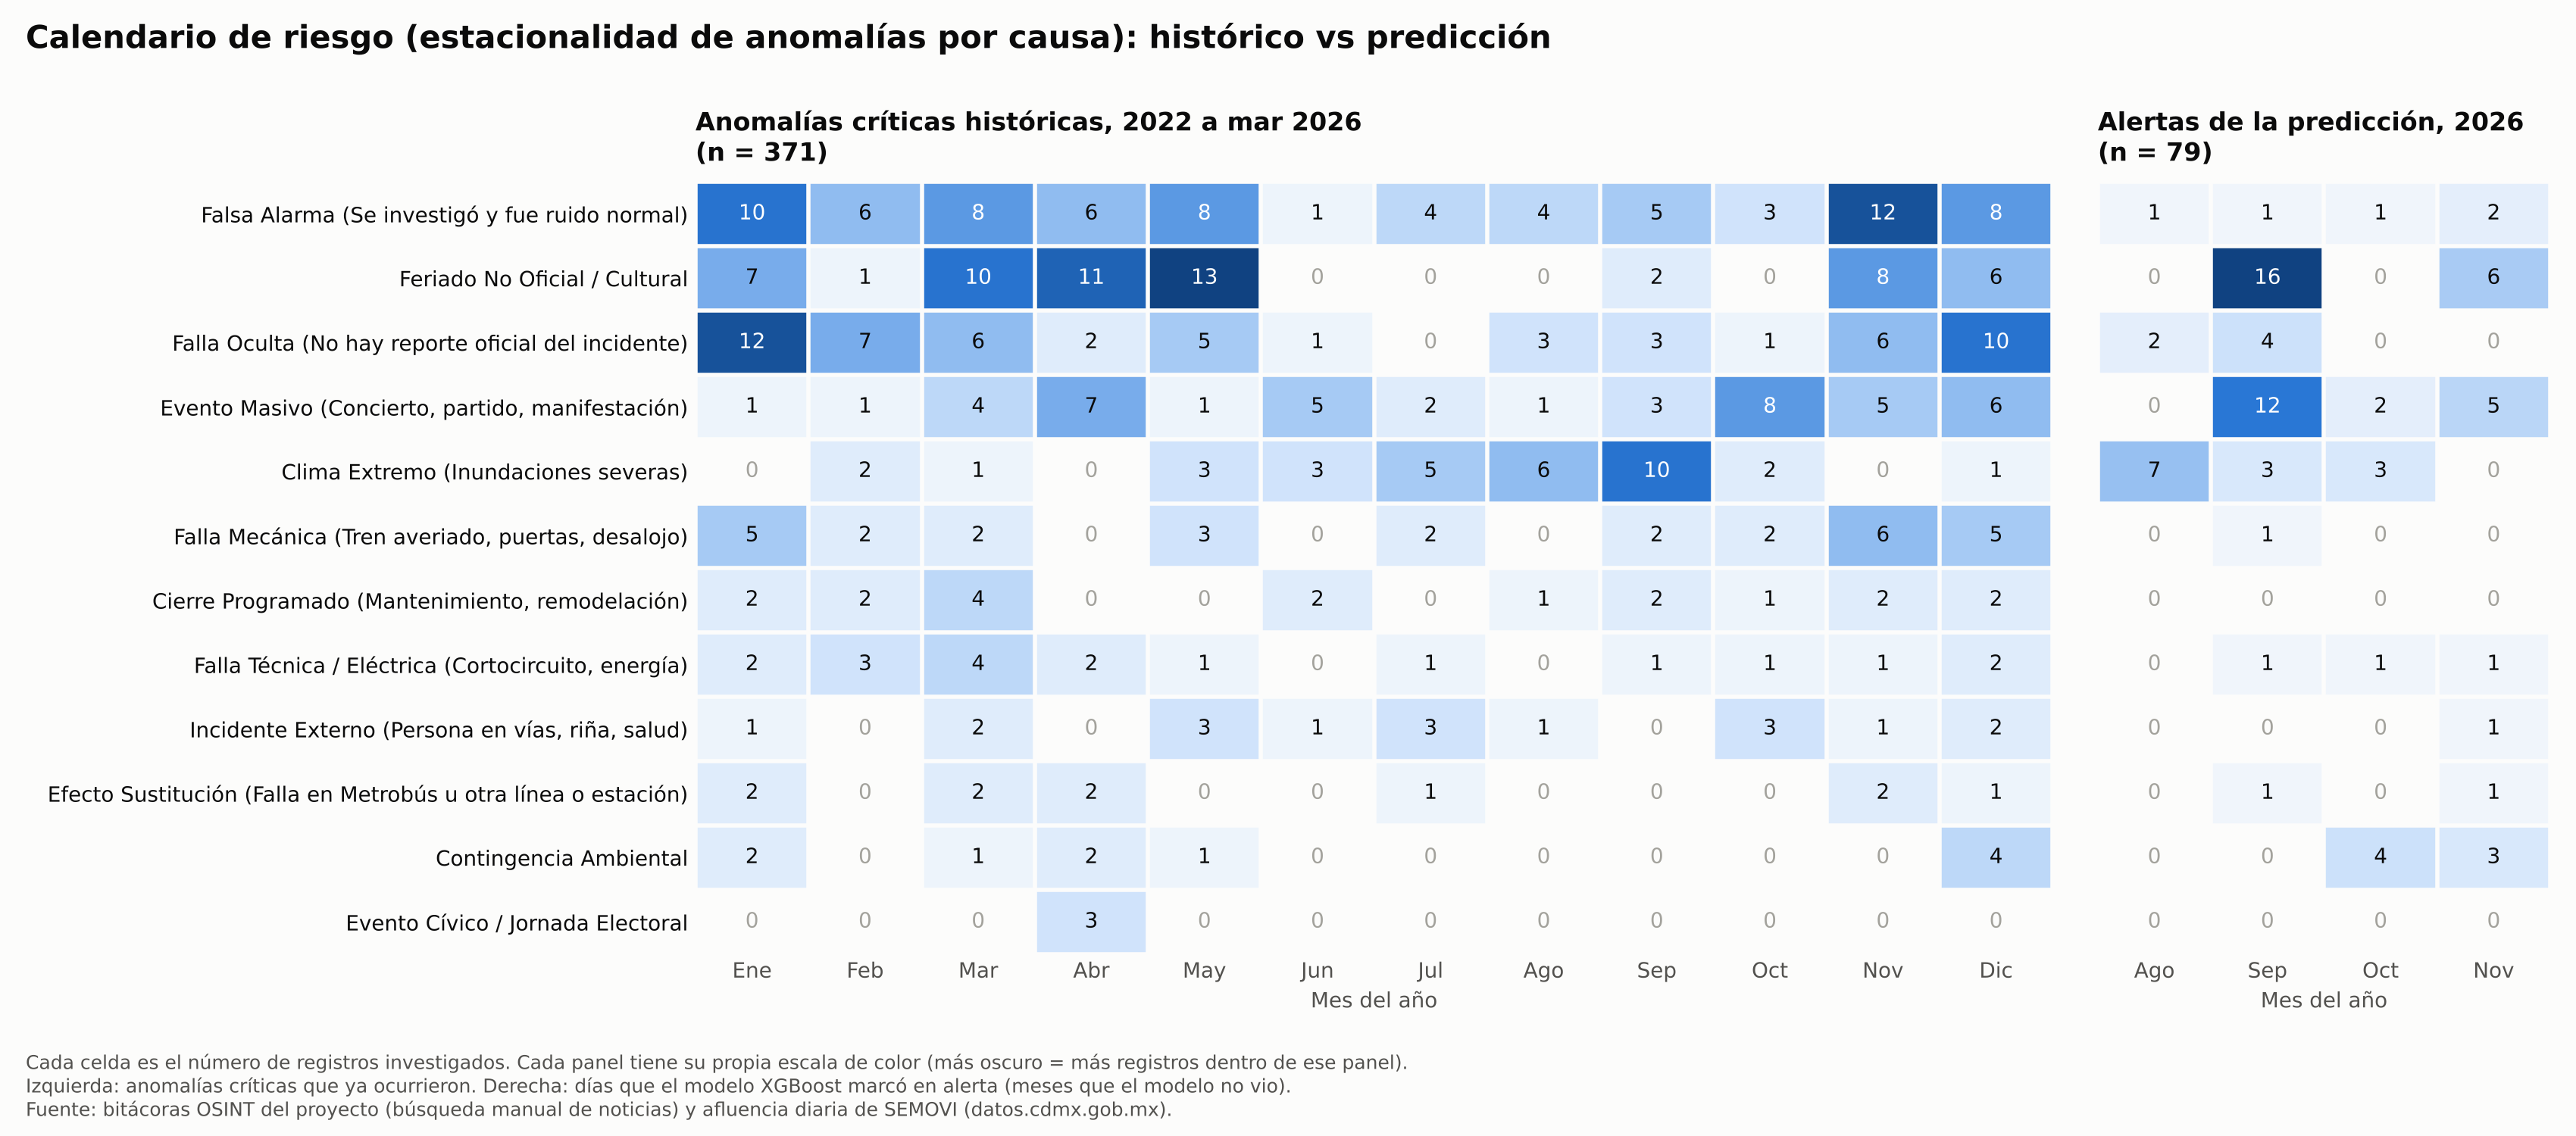 Calendario de riesgo (estacionalidad de anomalías por causa): histórico vs predicción
Anomalías críticas históricas, 2022 a mar 2026
(n = 371)
Alertas de la predicción, 2026
(n = 79)
Falsa Alarma (Se investigó y fue ruido normal) 10 6 8 6 8 1 4 4 5 3 12 8 1 1 1 2
Feriado No Oficial / Cultural 7 1 10 11 13 0 0 0 2 0 8 6 0 16 0 6
Falla Oculta (No hay reporte oficial del incidente) 12 7 6 2 5 1 0 3 3 1 6 10 2 4 0 0
Evento Masivo (Concierto, partido, manifestación) 1 1 4 7 1 5 2 1 3 8 5 6 0 12 2 5
Clima Extremo (Inundaciones severas) 0 2 1 0 3 3 5 6 10 2 0 1 7 3 3 0
Falla Mecánica (Tren averiado, puertas, desalojo) 5 2 2 0 3 0 2 0 2 2 6 5 0 1 0 0
Cierre Programado (Mantenimiento, remodelación) 2 2 4 0 0 2 0 1 2 1 2 2 0 0 0 0
Falla Técnica / Eléctrica (Cortocircuito, energía) 2 3 4 2 1 0 1 0 1 1 1 2 0 1 1 1
Incidente Externo (Persona en vías, riña, salud) 1 0 2 0 3 1 3 1 0 3 1 2 0 0 0 1
Efecto Sustitución (Falla en Metrobús u otra línea o estación) 2 0 2 2 0 0 1 0 0 0 2 1 0 1 0 1
Contingencia Ambiental 2 0 1 2 1 0 0 0 0 0 0 4 0 0 4 3
Evento Cívico / Jornada Electoral 0 0 0 3 0 0 0 0 0 0 0 0 0 0 0 0
Ene Feb Mar Abr May Jun Jul Ago Sep Oct Nov Dic Ago Sep Oct Nov
Mes del año Mes del año
Cada celda es el número de registros investigados. Cada panel tiene su propia escala de color (más oscuro = más registros dentro de ese panel).
Izquierda: anomalías críticas que ya ocurrieron. Derecha: días que el modelo XGBoost marcó en alerta (meses que el modelo no vio).
Fuente: bitácoras OSINT del proyecto (búsqueda manual de noticias) y afluencia diaria de SEMOVI (datos.cdmx.gob.mx).